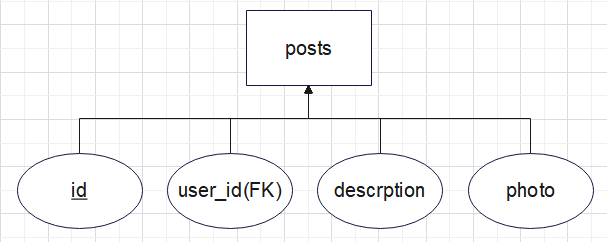 posts
id
user_id(FK)
descrption
photo